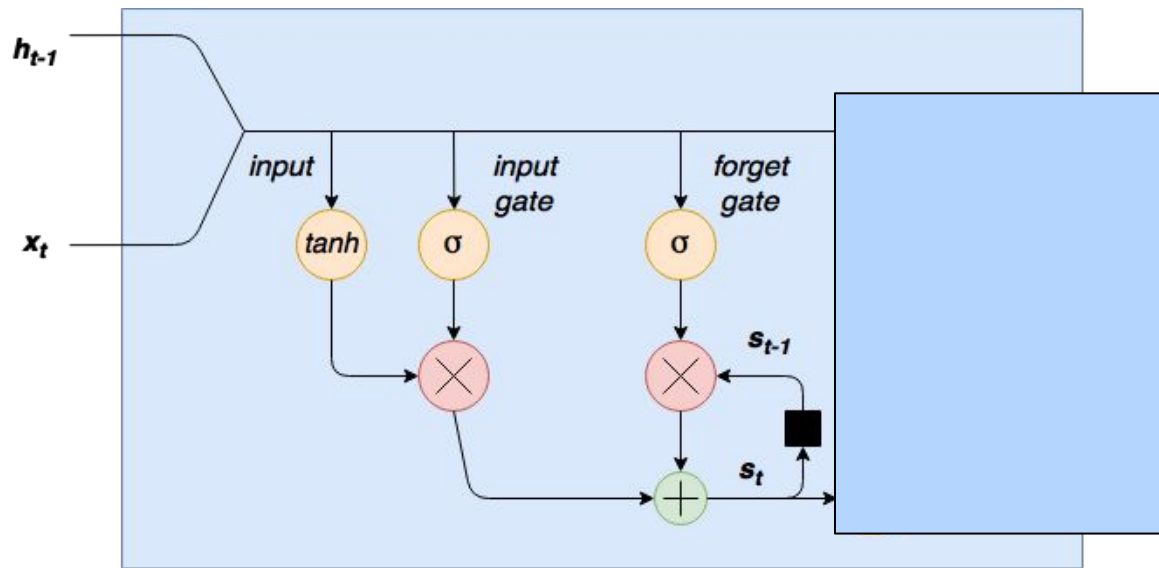 h_{t-1}
input
input
gate
forget
gate
x_t
tanh
σ
σ
s_{t-1}
s_t